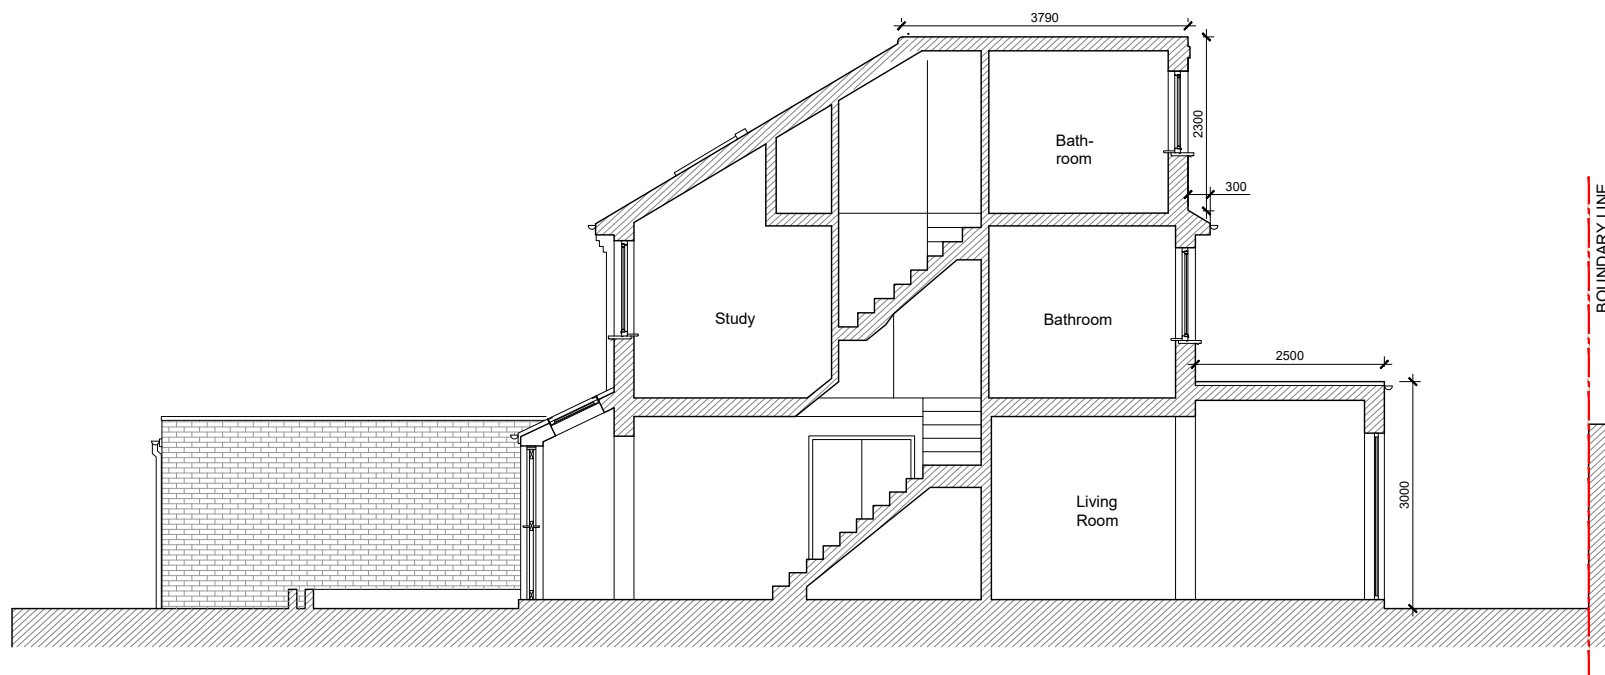 3790
2300
Bath-
room
300
BOUNDARY LINE
Study
Bathroom
2500
3000
Living
Room